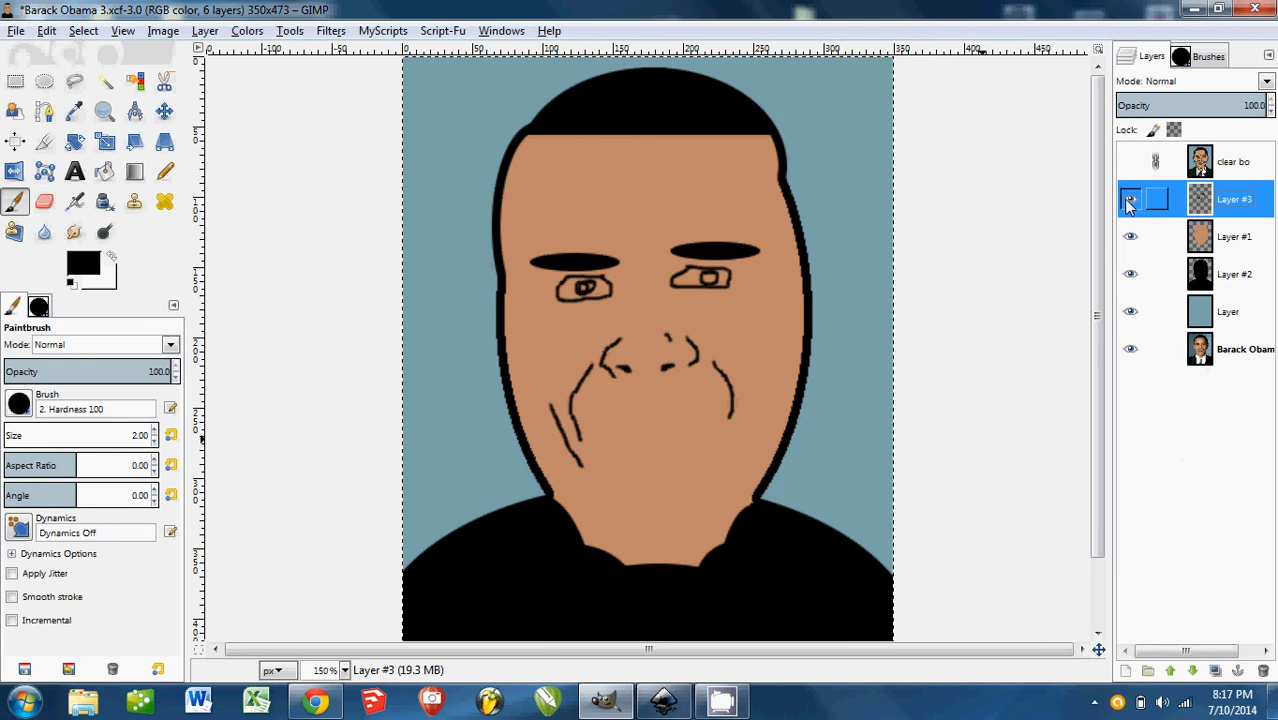 *Barack Obama 3.xcf-3.0 (RGB color, 6 layers) 350x473 – GIMP
File Edit Select View Image Layer Colors Tools Filters MyScripts Script-Fu Windows Help
Layers Brushes
Mode: Normal
Opacity 100.0
Lock:
clear bo
Layer #3
Layer #1
Layer #2
Layer
Barack Obam
Paintbrush
Mode: Normal
Opacity 100.0
Brush
2. Hardness 100
Size 2.00
Aspect Ratio 0.00
Angle 0.00
Dynamics
Dynamics Off
Dynamics Options
Apply Jitter
Smooth stroke
Incremental
px 150% Layer #3 (19.3 MB)
8:17 PM
7/10/2014